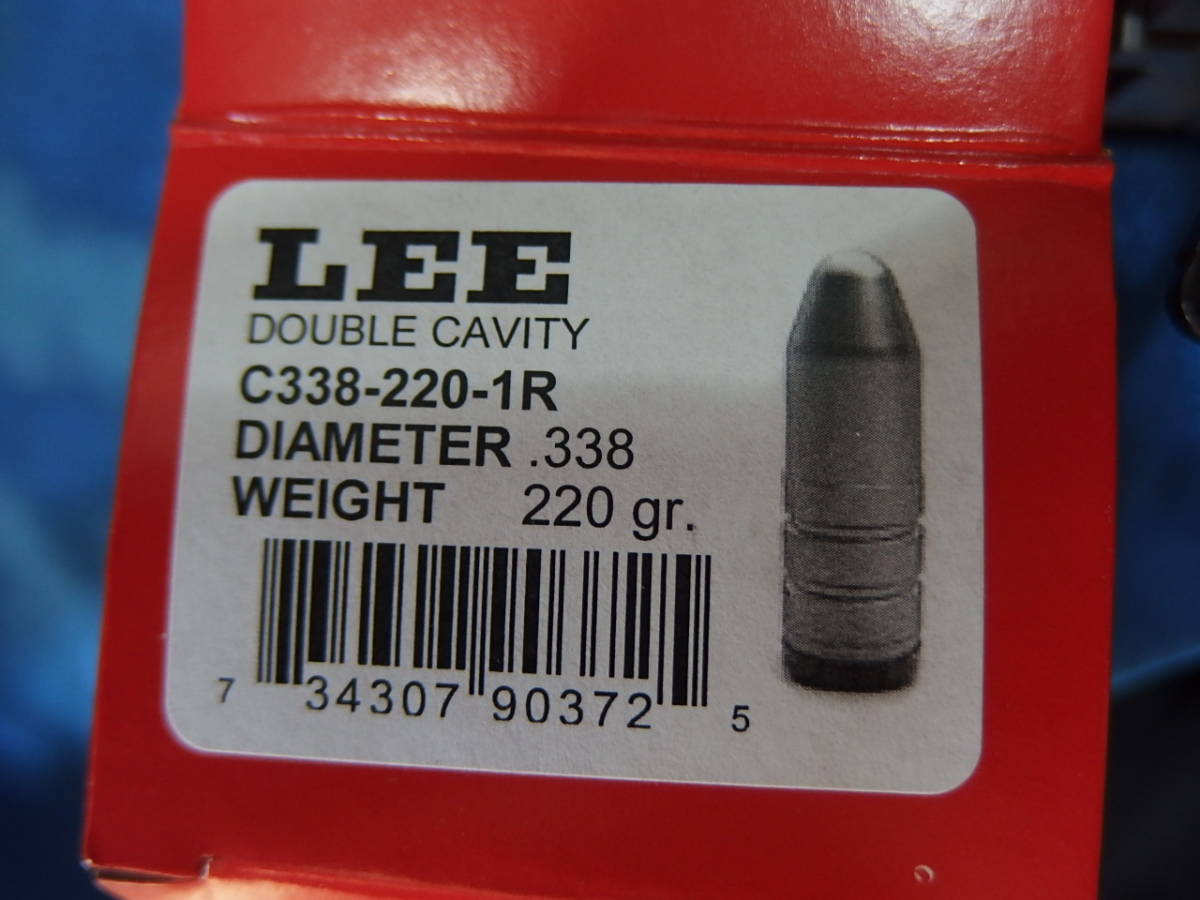 LEE
DOUBLE CAVITY
C338-220-1R
DIAMETER .338
WEIGHT 220 gr.
7 34307 90372 5